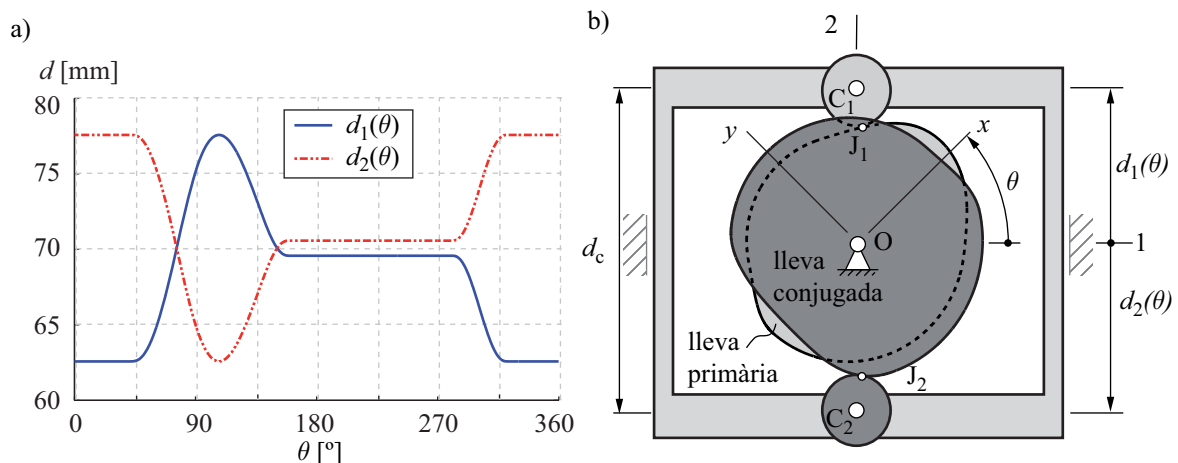 a)
d [mm]
80
75
70
65
60
0
90
180
270
360
θ [º]
d₁(θ)
d₂(θ)
b)
2
C₁
J₁
y
x
θ
d₁(θ)
O
1
d_c
lleva
conjugada
lleva
primària
d₂(θ)
J₂
C₂